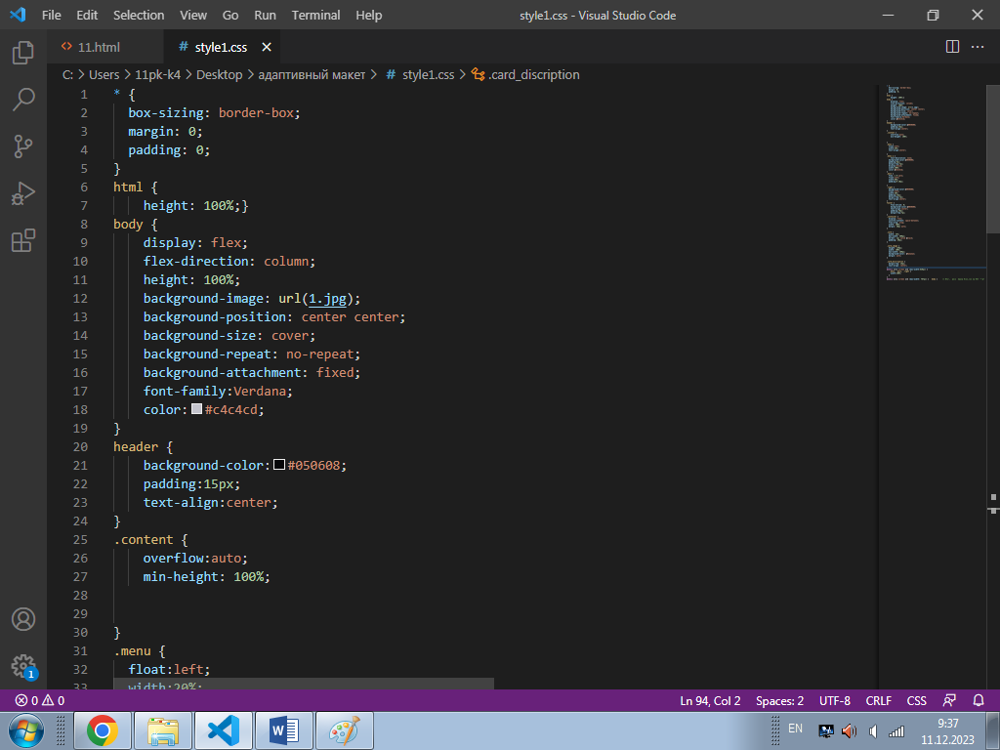 File Edit Selection View Go Run Terminal Help style1.css - Visual Studio Code
11.html style1.css
C: > Users > 11pk-k4 > Desktop > адаптивный макет > # style1.css > .card_discription
1 * {
2 box-sizing: border-box;
3 margin: 0;
4 padding: 0;
5 }
6 html {
7 height: 100%;}
8 body {
9 display: flex;
10 flex-direction: column;
11 height: 100%;
12 background-image: url(1.jpg);
13 background-position: center center;
14 background-size: cover;
15 background-repeat: no-repeat;
16 background-attachment: fixed;
17 font-family:Verdana;
18 color: #c4c4cd;
19 }
20 header {
21 background-color: #050608;
22 padding:15px;
23 text-align:center;
24 }
25 .content {
26 overflow:auto;
27 min-height: 100%;
28
29
30 }
31 .menu {
32 float:left;
33 width:20%;
1
0 0 Ln 94, Col 2 Spaces: 2 UTF-8 CRLF CSS
EN 9:37
11.12.2023